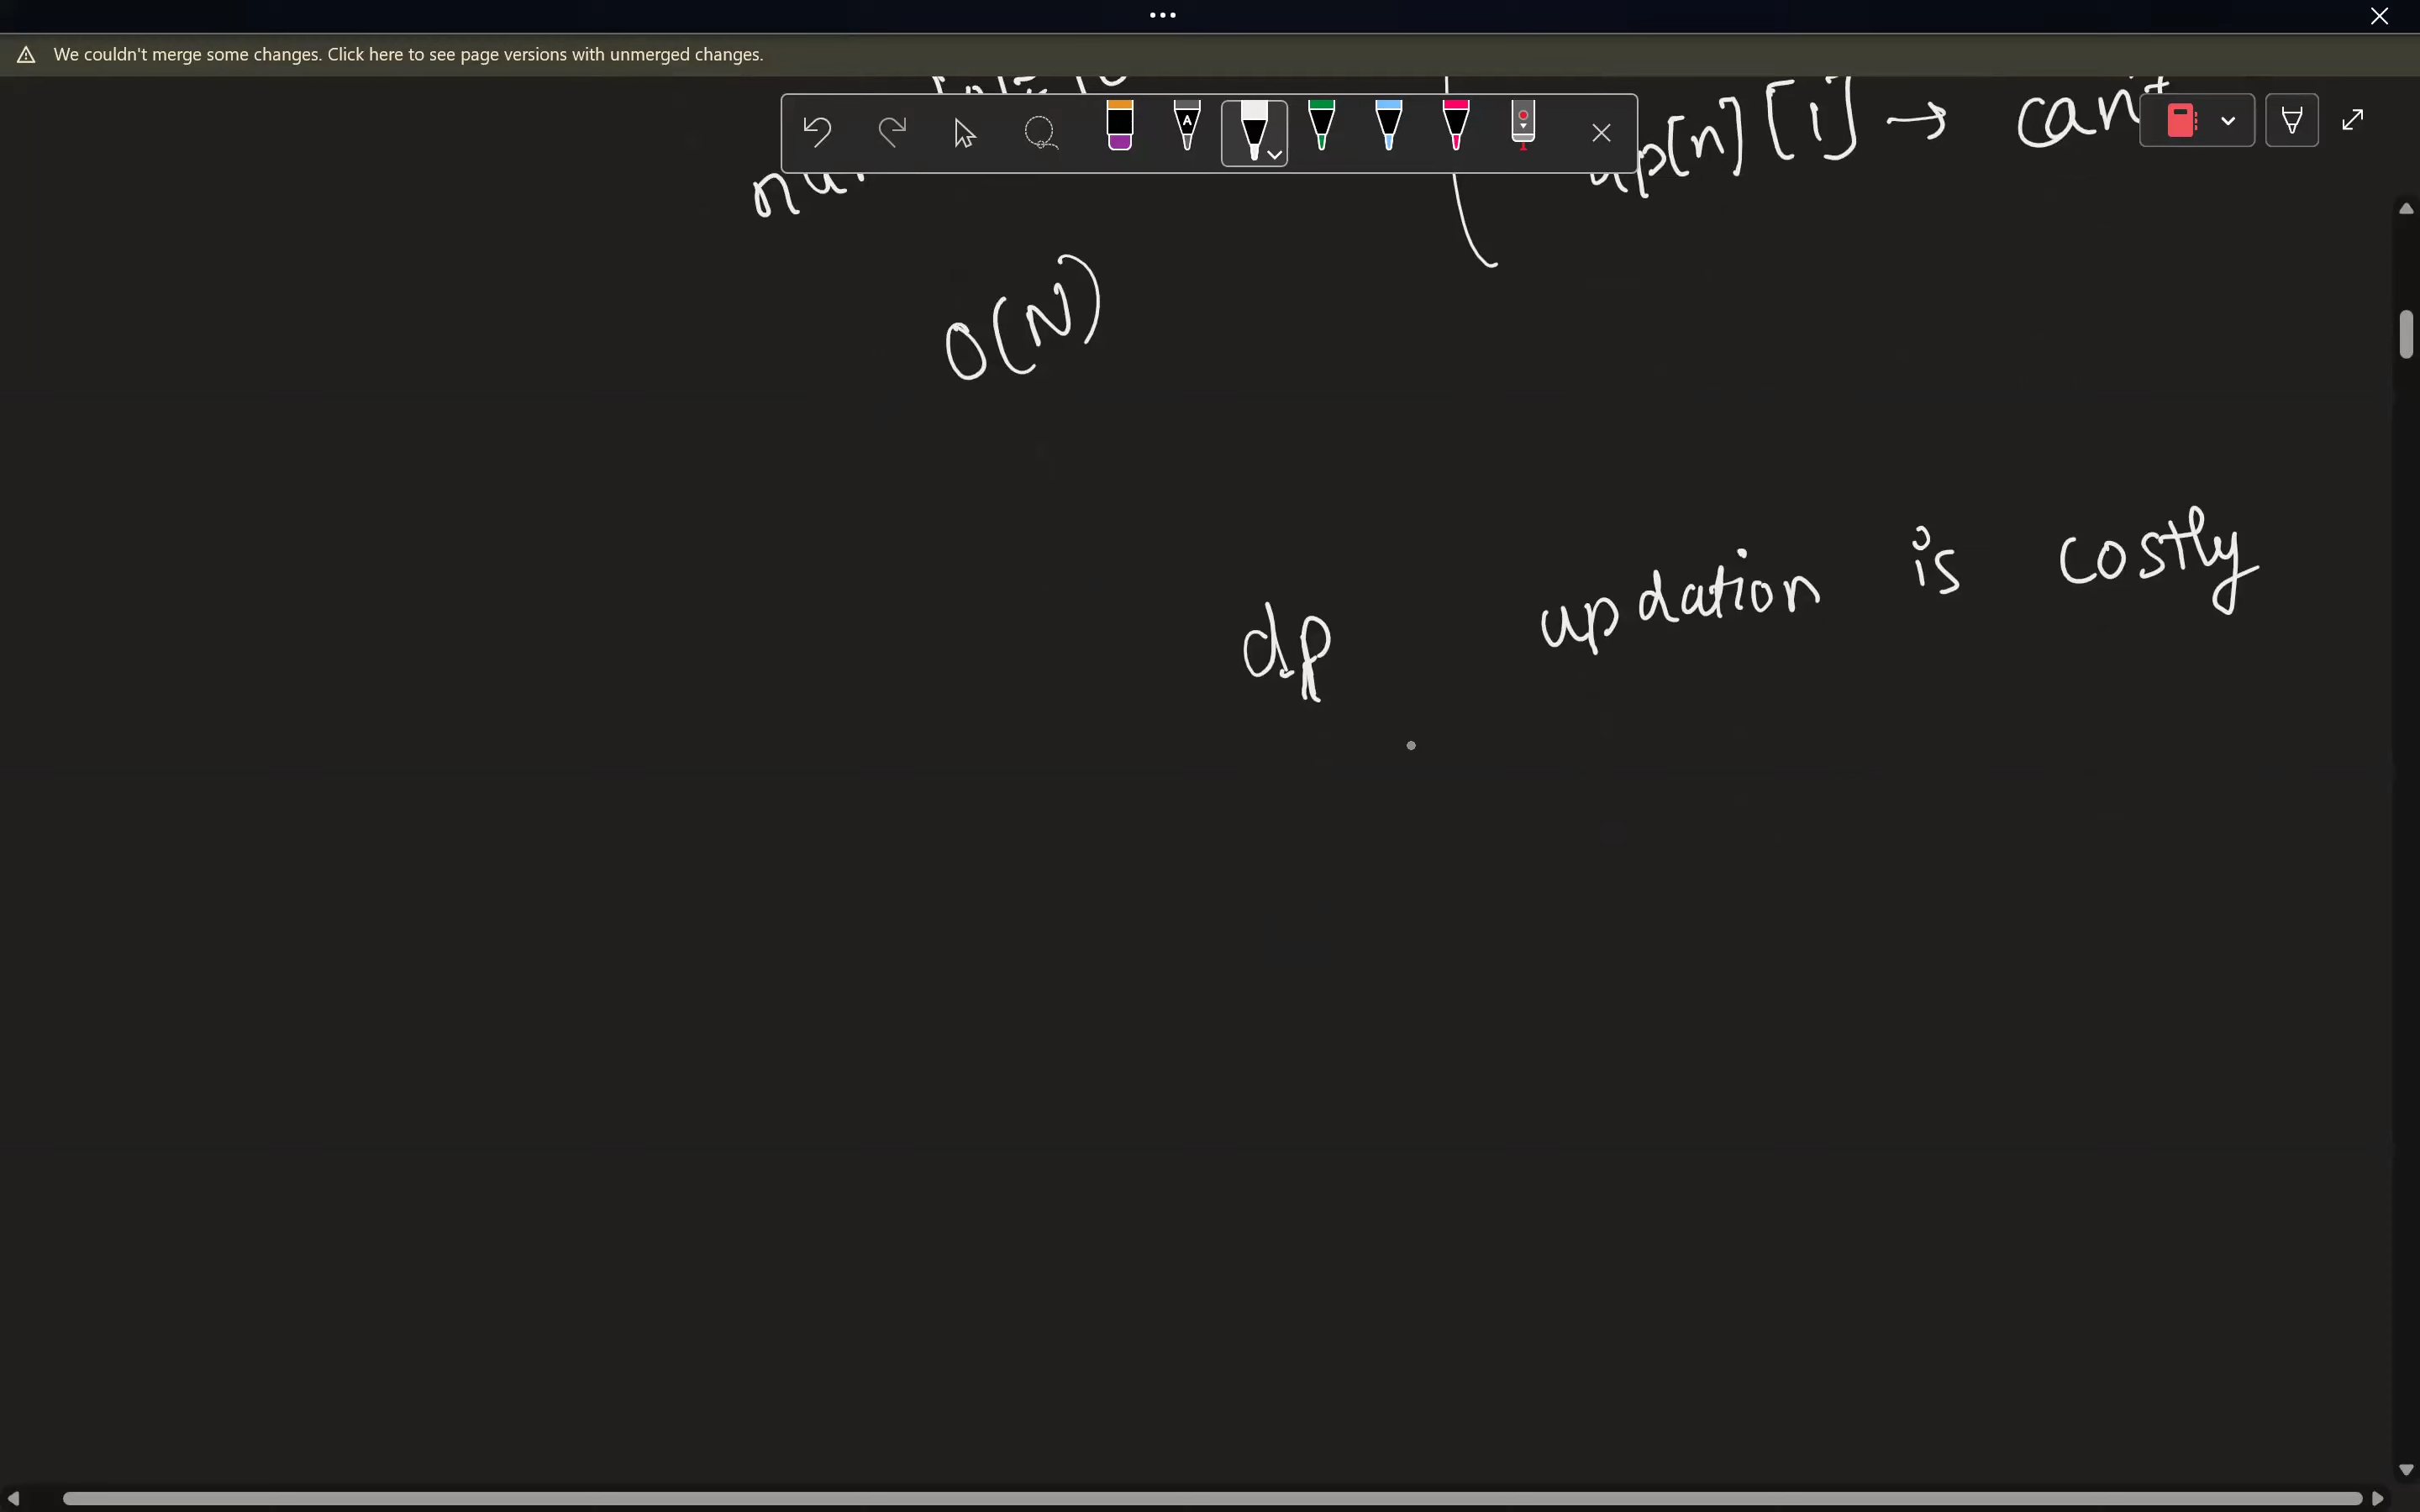 We couldn't merge some changes. Click here to see page versions with unmerged changes.
dp[n][i] → can't
O(N)
dp updation is costly